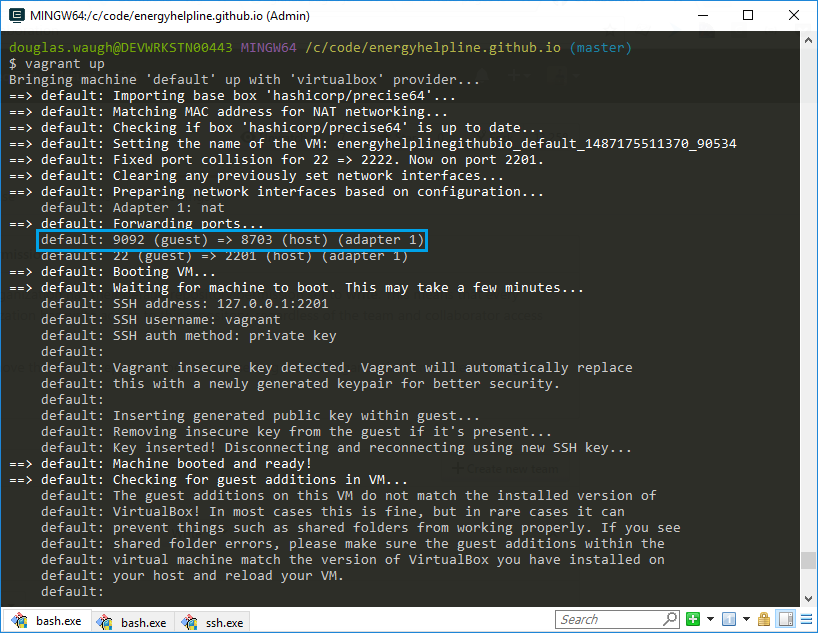 MINGW64:/c/code/energyhelpline.github.io (Admin)
douglas.waugh@DEVWRKSTN00443 MINGW64 /c/code/energyhelpline.github.io (master)
$ vagrant up
Bringing machine 'default' up with 'virtualbox' provider...
==> default: Importing base box 'hashicorp/precise64'...
==> default: Matching MAC address for NAT networking...
==> default: Checking if box 'hashicorp/precise64' is up to date...
==> default: Setting the name of the VM: energyhelplinegithubio_default_1487175511370_90534
==> default: Fixed port collision for 22 => 2222. Now on port 2201.
==> default: Clearing any previously set network interfaces...
==> default: Preparing network interfaces based on configuration...
default: Adapter 1: nat
==> default: Forwarding ports...
default: 9092 (guest) => 8703 (host) (adapter 1)
default: 22 (guest) => 2201 (host) (adapter 1)
==> default: Booting VM...
==> default: Waiting for machine to boot. This may take a few minutes...
default: SSH address: 127.0.0.1:2201
default: SSH username: vagrant
default: SSH auth method: private key
default:
default: Vagrant insecure key detected. Vagrant will automatically replace
default: this with a newly generated keypair for better security.
default:
default: Inserting generated public key within guest...
default: Removing insecure key from the guest if it's present...
default: Key inserted! Disconnecting and reconnecting using new SSH key...
==> default: Machine booted and ready!
==> default: Checking for guest additions in VM...
default: The guest additions on this VM do not match the installed version of
default: VirtualBox! In most cases this is fine, but in rare cases it can
default: prevent things such as shared folders from working properly. If you see
default: shared folder errors, please make sure the guest additions within the
default: virtual machine match the version of VirtualBox you have installed on
default: your host and reload your VM.
default:
bash.exe bash.exe ssh.exe Search